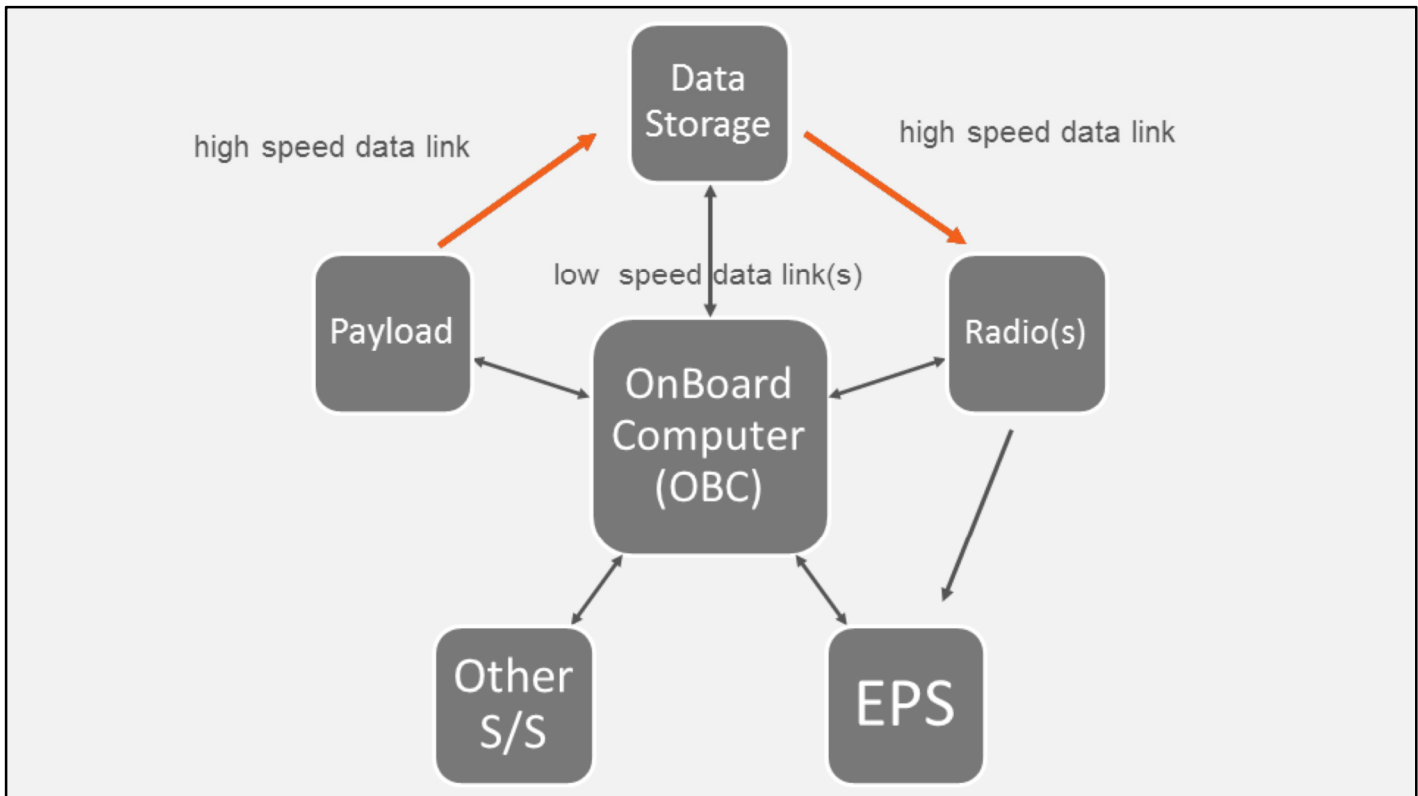 Data
Storage
high speed data link
high speed data link
low speed data link(s)
Payload
Radio(s)
OnBoard
Computer
(OBC)
Other
S/S
EPS